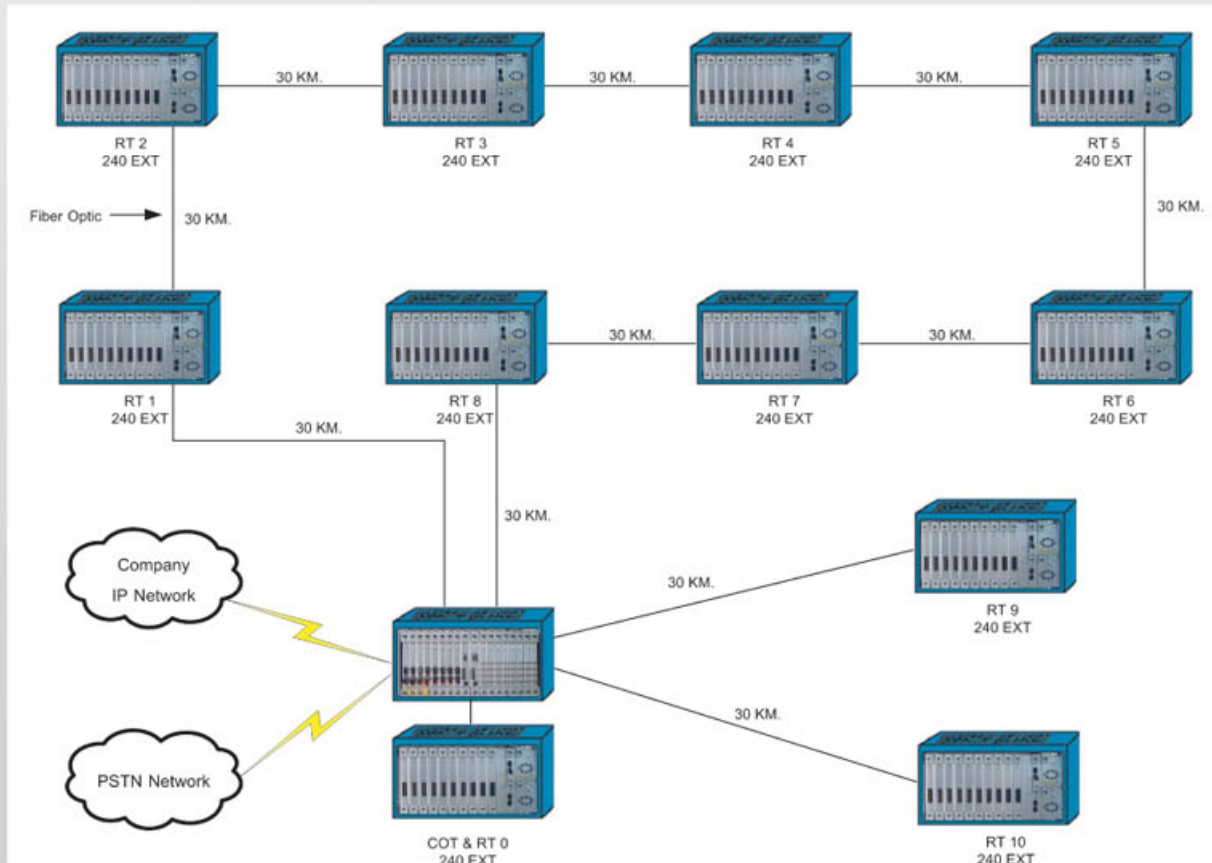 30 KM.
30 KM.
30 KM.
RT 2
240 EXT
RT 3
240 EXT
RT 4
240 EXT
RT 5
240 EXT
Fiber Optic
30 KM.
30 KM.
30 KM.
30 KM.
RT 1
240 EXT
RT 8
240 EXT
RT 7
240 EXT
RT 6
240 EXT
30 KM.
30 KM.
Company
IP Network
30 KM.
RT 9
240 EXT
30 KM.
PSTN Network
COT & RT 0
240 EXT
RT 10
240 EXT